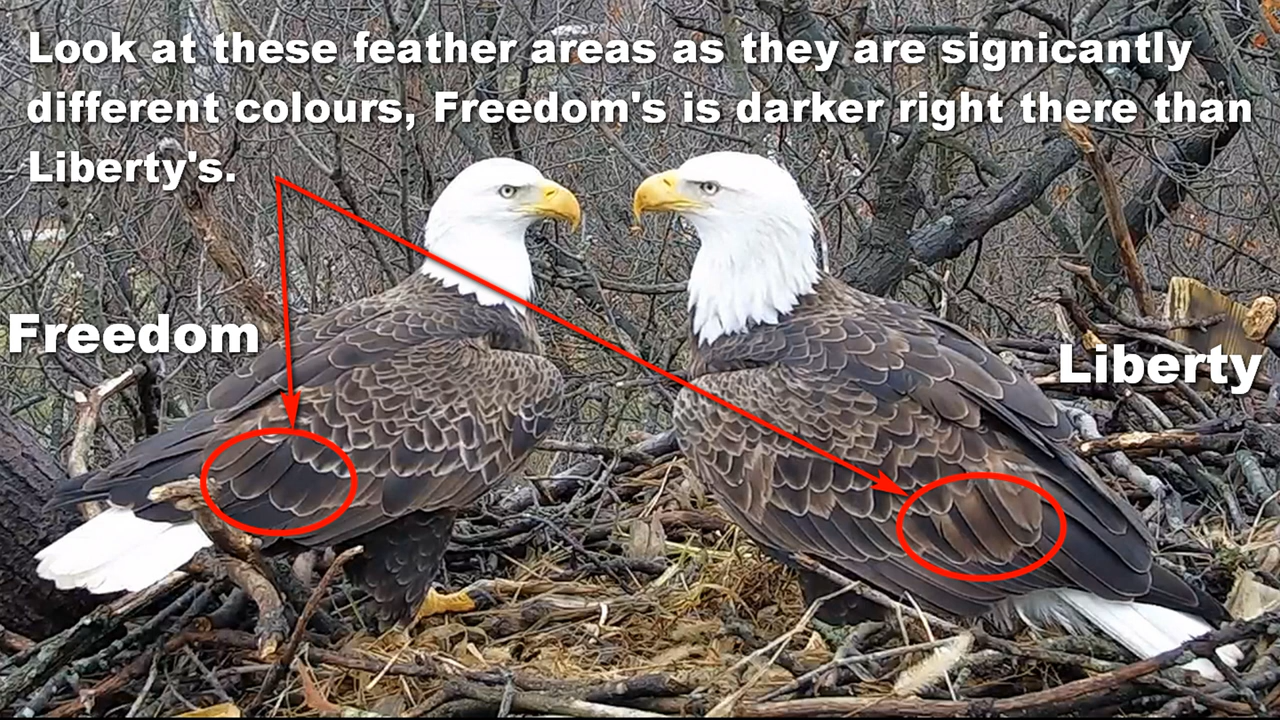 Look at these feather areas as they are signicantly
different colours, Freedom's is darker right there than
Liberty's.
Freedom
Liberty